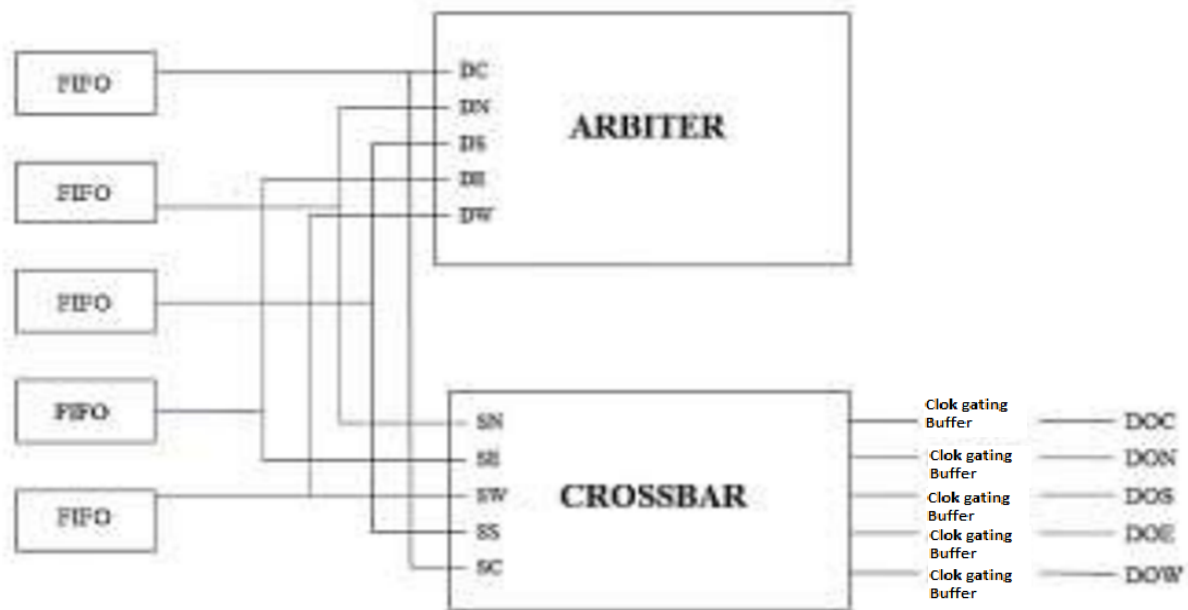 FIFO
FIFO
FIFO
FIFO
FIFO
DC
DN
DS
DE
DW
ARBITER
SN
SE
SW
SS
SC
CROSSBAR
Clok gating
Buffer
Clok gating
Buffer
Clok gating
Buffer
Clok gating
Buffer
Clok gating
Buffer
DOC
DON
DOS
DOE
DOW